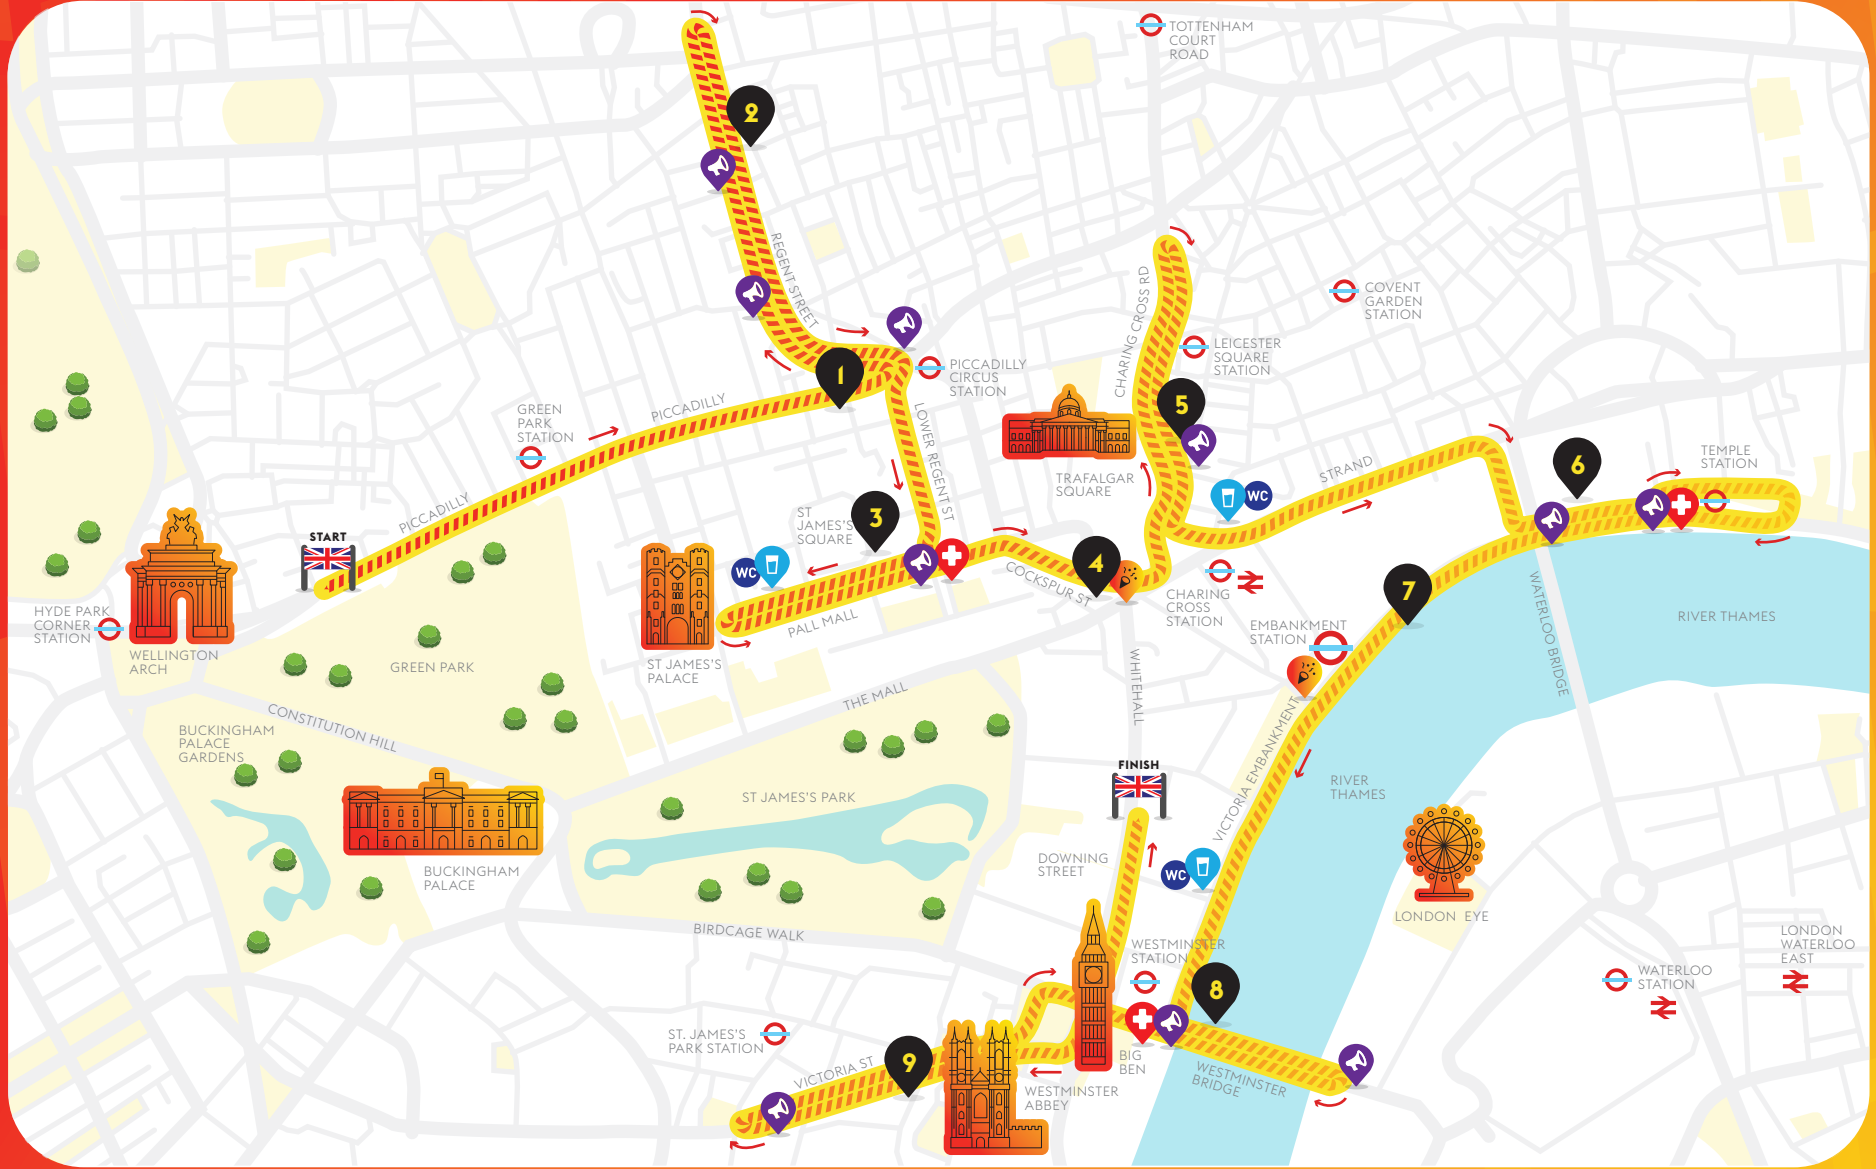 TOTTENHAM
COURT
ROAD
2
REGENT STREET
CHARING CROSS RD
COVENT
GARDEN
STATION
LEICESTER
SQUARE
STATION
PICCADILLY
CIRCUS
STATION
1
PICCADILLY
GREEN
PARK
STATION
LOWER REGENT ST
5
TRAFALGAR
SQUARE
STRAND
WC
6
TEMPLE
STATION
PICCADILLY
START
ST
JAMES'S
SQUARE
3
WC
COCKSPUR ST
4
CHARING
CROSS
STATION
7
EMBANKMENT
STATION
WATERLOO BRIDGE
RIVER THAMES
HYDE PARK
CORNER
STATION
WELLINGTON
ARCH
GREEN PARK
PALL MALL
ST JAMES'S
PALACE
WHITEHALL
THE MALL
CONSTITUTION HILL
BUCKINGHAM
PALACE
GARDENS
VICTORIA EMBANKMENT
FINISH
RIVER
THAMES
ST JAMES'S PARK
DOWNING
STREET
WC
BUCKINGHAM
PALACE
LONDON EYE
BIRDCAGE WALK
WESTMINSTER
STATION
8
LONDON
WATERLOO
EAST
WATERLOO
STATION
ST. JAMES'S
PARK STATION
9
VICTORIA ST
BIG
BEN
WESTMINSTER
ABBEY
WESTMINSTER
BRIDGE